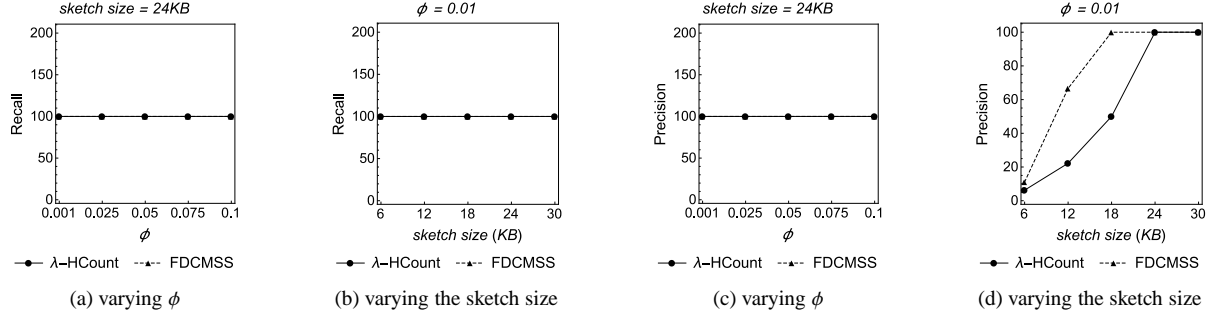 sketch size = 24KB
Recall
200
150
100
50
0
0.001 0.025 0.05 0.075 0.1
ϕ
λ−HCount FDCMSS
(a) varying ϕ
ϕ = 0.01
Recall
200
150
100
50
0
6 12 18 24 30
sketch size (KB)
λ−HCount FDCMSS
(b) varying the sketch size
sketch size = 24KB
Precision
200
150
100
50
0
0.001 0.025 0.05 0.075 0.1
ϕ
λ−HCount FDCMSS
(c) varying ϕ
ϕ = 0.01
Precision
100
80
60
40
20
0
6 12 18 24 30
sketch size (KB)
λ−HCount FDCMSS
(d) varying the sketch size